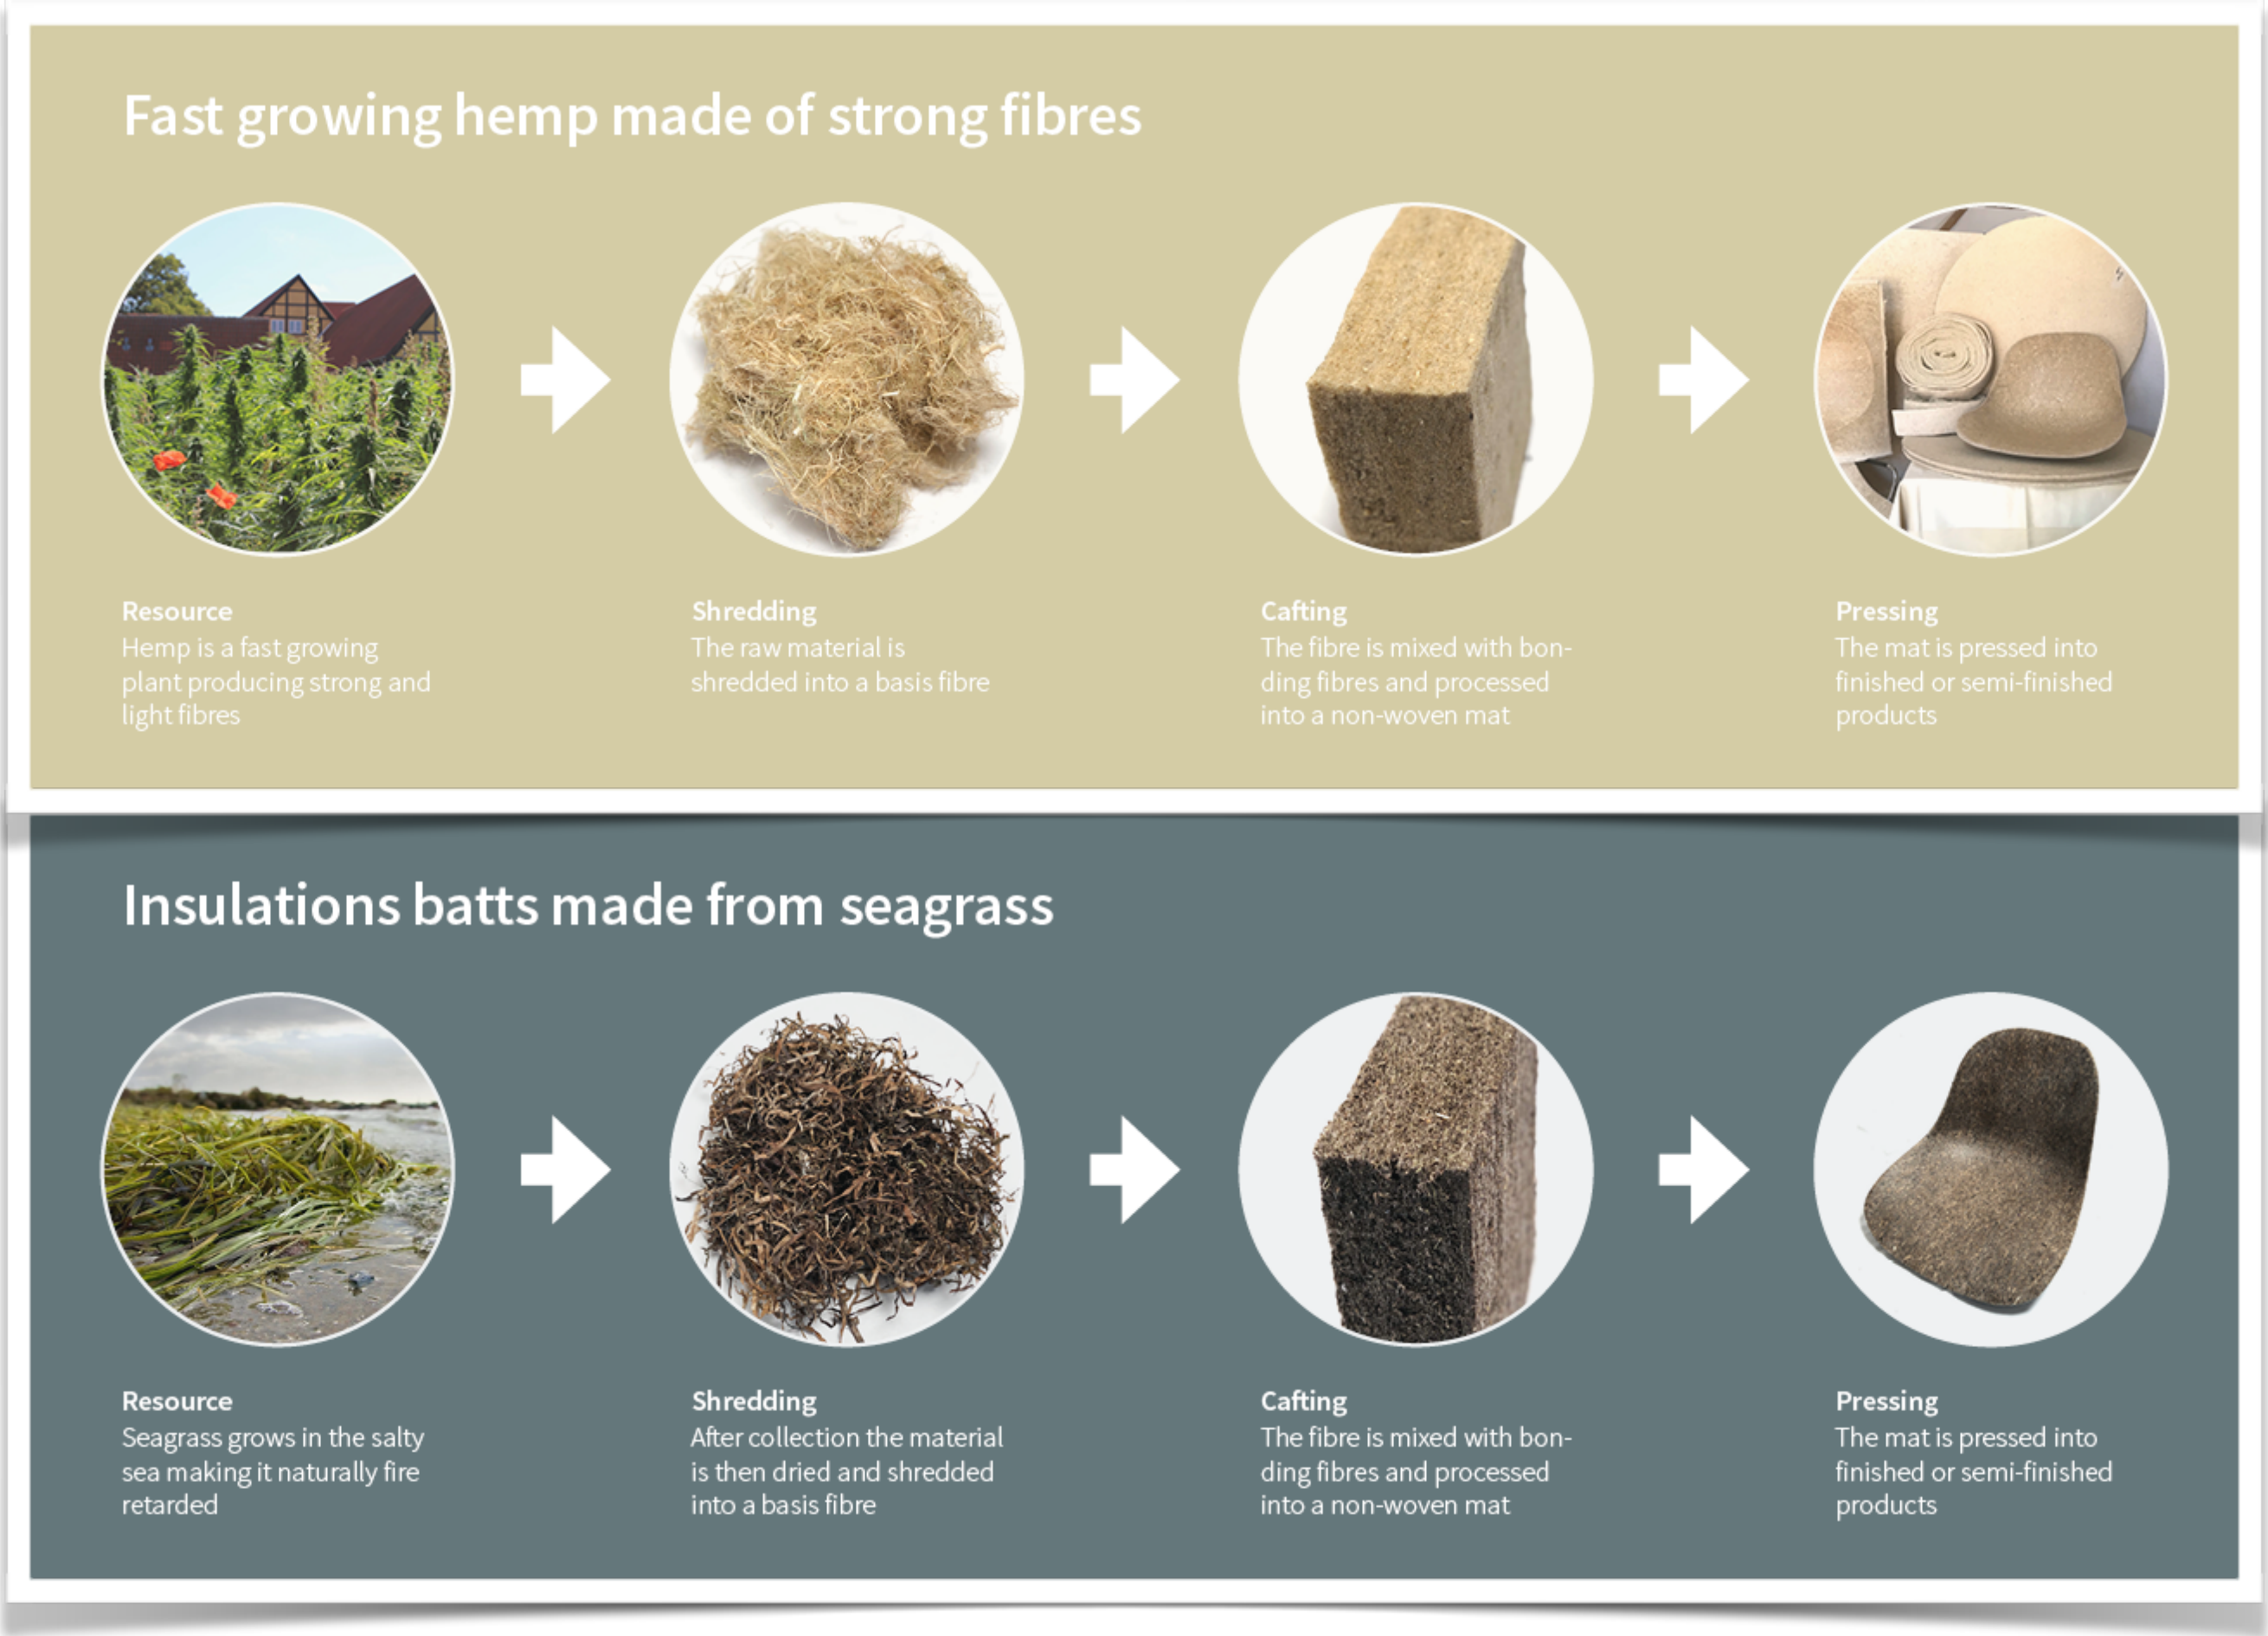 Fast growing hemp made of strong fibres
Resource
Hemp is a fast growing
plant producing strong and
light fibres
Shredding
The raw material is
shredded into a basis fibre
Cafting
The fibre is mixed with bon-
ding fibres and processed
into a non-woven mat
Pressing
The mat is pressed into
finished or semi-finished
products
Insulations batts made from seagrass
Resource
Seagrass grows in the salty
sea making it naturally fire
retarded
Shredding
After collection the material
is then dried and shredded
into a basis fibre
Cafting
The fibre is mixed with bon-
ding fibres and processed
into a non-woven mat
Pressing
The mat is pressed into
finished or semi-finished
products